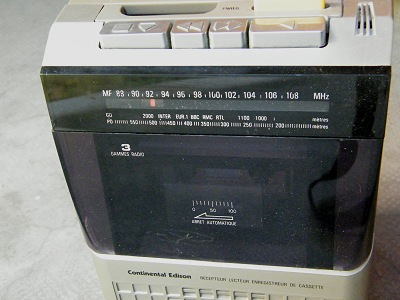 MF 88 90 92 94 96 98 100 102 104 106 108 MHz
GO 2000 INTER EUR.1 BBC RMC RTL 1100 1000 mètres
PO 550 500 450 400 350 300 250 200 mètres
3
GAMMES RADIO
0 50 100
ARRET AUTOMATIQUE
Continental Edison RECEPTEUR LECTEUR ENREGISTREUR DE CASSETTE